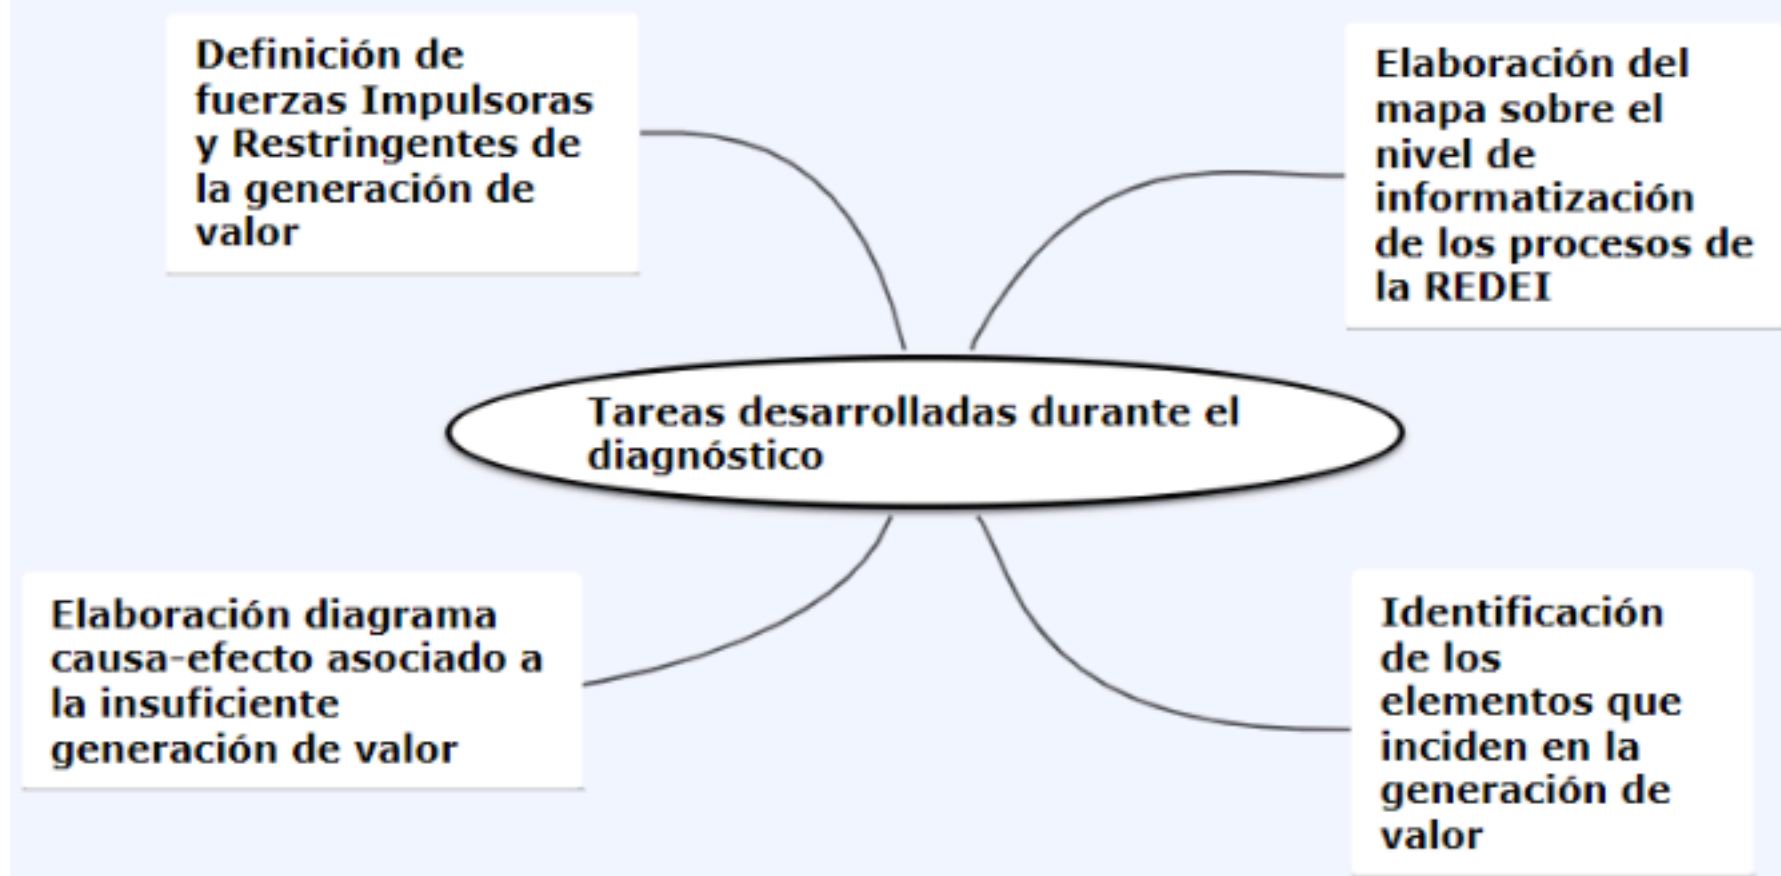 Definición de
fuerzas Impulsoras
y Restringentes de
la generación de
valor
Elaboración del
mapa sobre el
nivel de
informatización
de los procesos de
la REDEI
Tareas desarrolladas durante el
diagnóstico
Elaboración diagrama
causa-efecto asociado a
la insuficiente
generación de valor
Identificación
de los
elementos que
inciden en la
generación de
valor